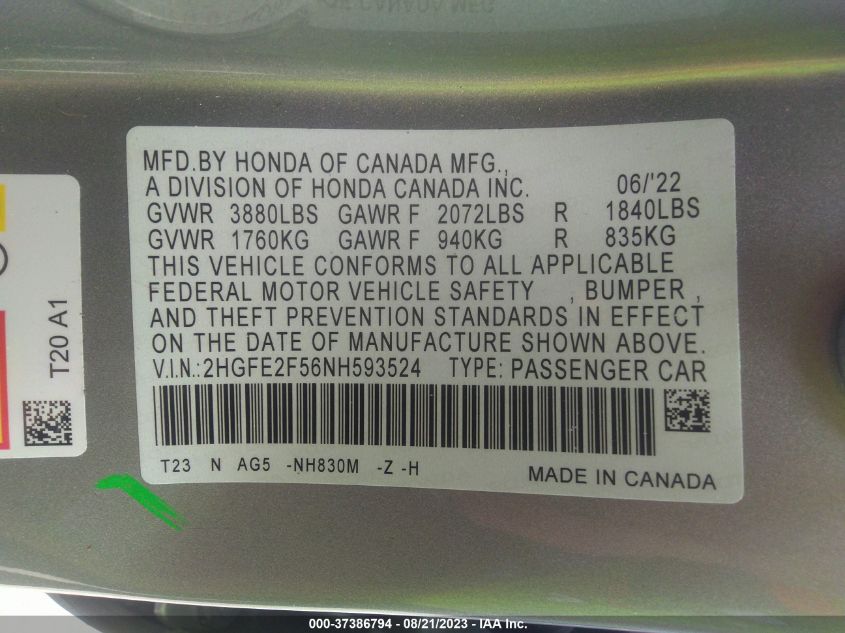 MFD.BY HONDA OF CANADA MFG.,
A DIVISION OF HONDA CANADA INC. 06/'22
GVWR 3880LBS GAWR F 2072LBS R 1840LBS
GVWR 1760KG GAWR F 940KG R 835KG
THIS VEHICLE CONFORMS TO ALL APPLICABLE
FEDERAL MOTOR VEHICLE SAFETY , BUMPER ,
AND THEFT PREVENTION STANDARDS IN EFFECT
ON THE DATE OF MANUFACTURE SHOWN ABOVE.
V.I.N.:2HGFE2F56NH593524 TYPE: PASSENGER CAR
T23 N AG5 -NH830M -Z -H
MADE IN CANADA
T20 A1
000-37386794 - 08/21/2023 - IAA Inc.